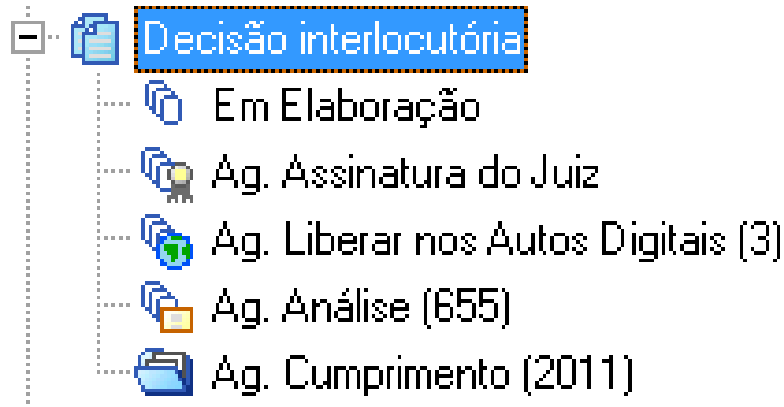 Decisão interlocutória
Em Elaboração
Ag. Assinatura do Juiz
Ag. Liberar nos Autos Digitais (3)
Ag. Análise (655)
Ag. Cumprimento (2011)